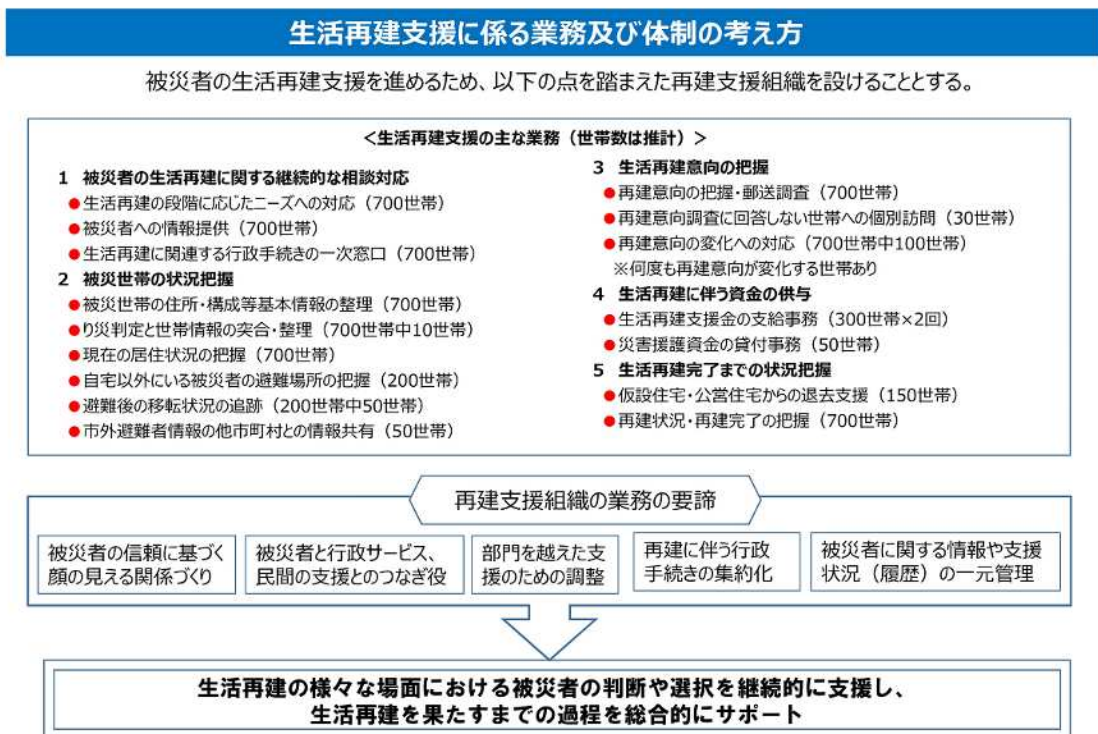 生活再建支援に係る業務及び体制の考え方
被災者の生活再建支援を進めるため、以下の点を踏まえた再建支援組織を設けることとする。
＜生活再建支援の主な業務（世帯数は推計）＞
1 被災者の生活再建に関する継続的な相談対応
●生活再建の段階に応じたニーズへの対応（700世帯）
●被災者への情報提供（700世帯）
●生活再建に関連する行政手続きの一次窓口（700世帯）
2 被災世帯の状況把握
●被災世帯の住所・構成等基本情報の整理（700世帯）
●り災判定と世帯情報の突合・整理（700世帯中10世帯）
●現在の居住状況の把握（700世帯）
●自宅以外にいる被災者の避難場所の把握（200世帯）
●避難後の移転状況の追跡（200世帯中50世帯）
●市外避難者情報の他市町村との情報共有（50世帯）
3 生活再建意向の把握
●再建意向の把握・郵送調査（700世帯）
●再建意向調査に回答しない世帯への個別訪問（30世帯）
●再建意向の変化への対応（700世帯中100世帯）
※何度も再建意向が変化する世帯あり
4 生活再建に伴う資金の供与
●生活再建支援金の支給事務（300世帯×2回）
●災害援護資金の貸付事務（50世帯）
5 生活再建完了までの状況把握
●仮設住宅・公営住宅からの退去支援（150世帯）
●再建状況・再建完了の把握（700世帯）
再建支援組織の業務の要諦
被災者の信頼に基づく
顔の見える関係づくり
被災者と行政サービス、
民間の支援とのつなぎ役
部門を越えた支
援のための調整
再建に伴う行政
手続きの集約化
被災者に関する情報や支援
状況（履歴）の一元管理
生活再建の様々な場面における被災者の判断や選択を継続的に支援し、
生活再建を果たすまでの過程を総合的にサポート